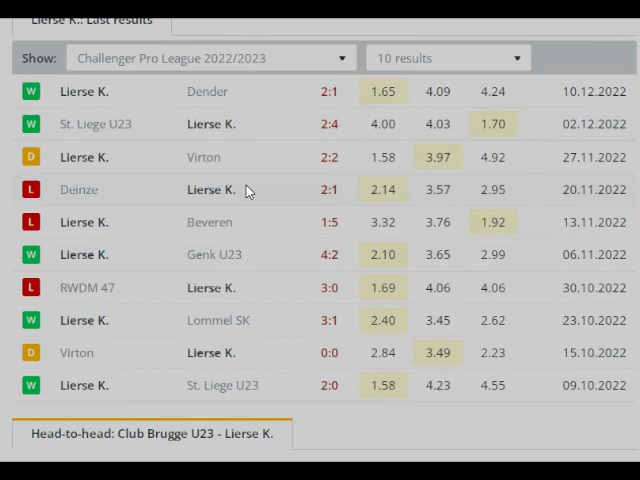 Lierse K.: Last results
Show: Challenger Pro League 2022/2023 10 results
W Lierse K. Dender 2:1 1.65 4.09 4.24 10.12.2022
W St. Liege U23 Lierse K. 2:4 4.00 4.03 1.70 02.12.2022
D Lierse K. Virton 2:2 1.58 3.97 4.92 27.11.2022
L Deinze Lierse K. 2:1 2.14 3.57 2.95 20.11.2022
L Lierse K. Beveren 1:5 3.32 3.76 1.92 13.11.2022
W Lierse K. Genk U23 4:2 2.10 3.65 2.99 06.11.2022
L RWDM 47 Lierse K. 3:0 1.69 4.06 4.06 30.10.2022
W Lierse K. Lommel SK 3:1 2.40 3.45 2.62 23.10.2022
D Virton Lierse K. 0:0 2.84 3.49 2.23 15.10.2022
W Lierse K. St. Liege U23 2:0 1.58 4.23 4.55 09.10.2022
Head-to-head: Club Brugge U23 - Lierse K.